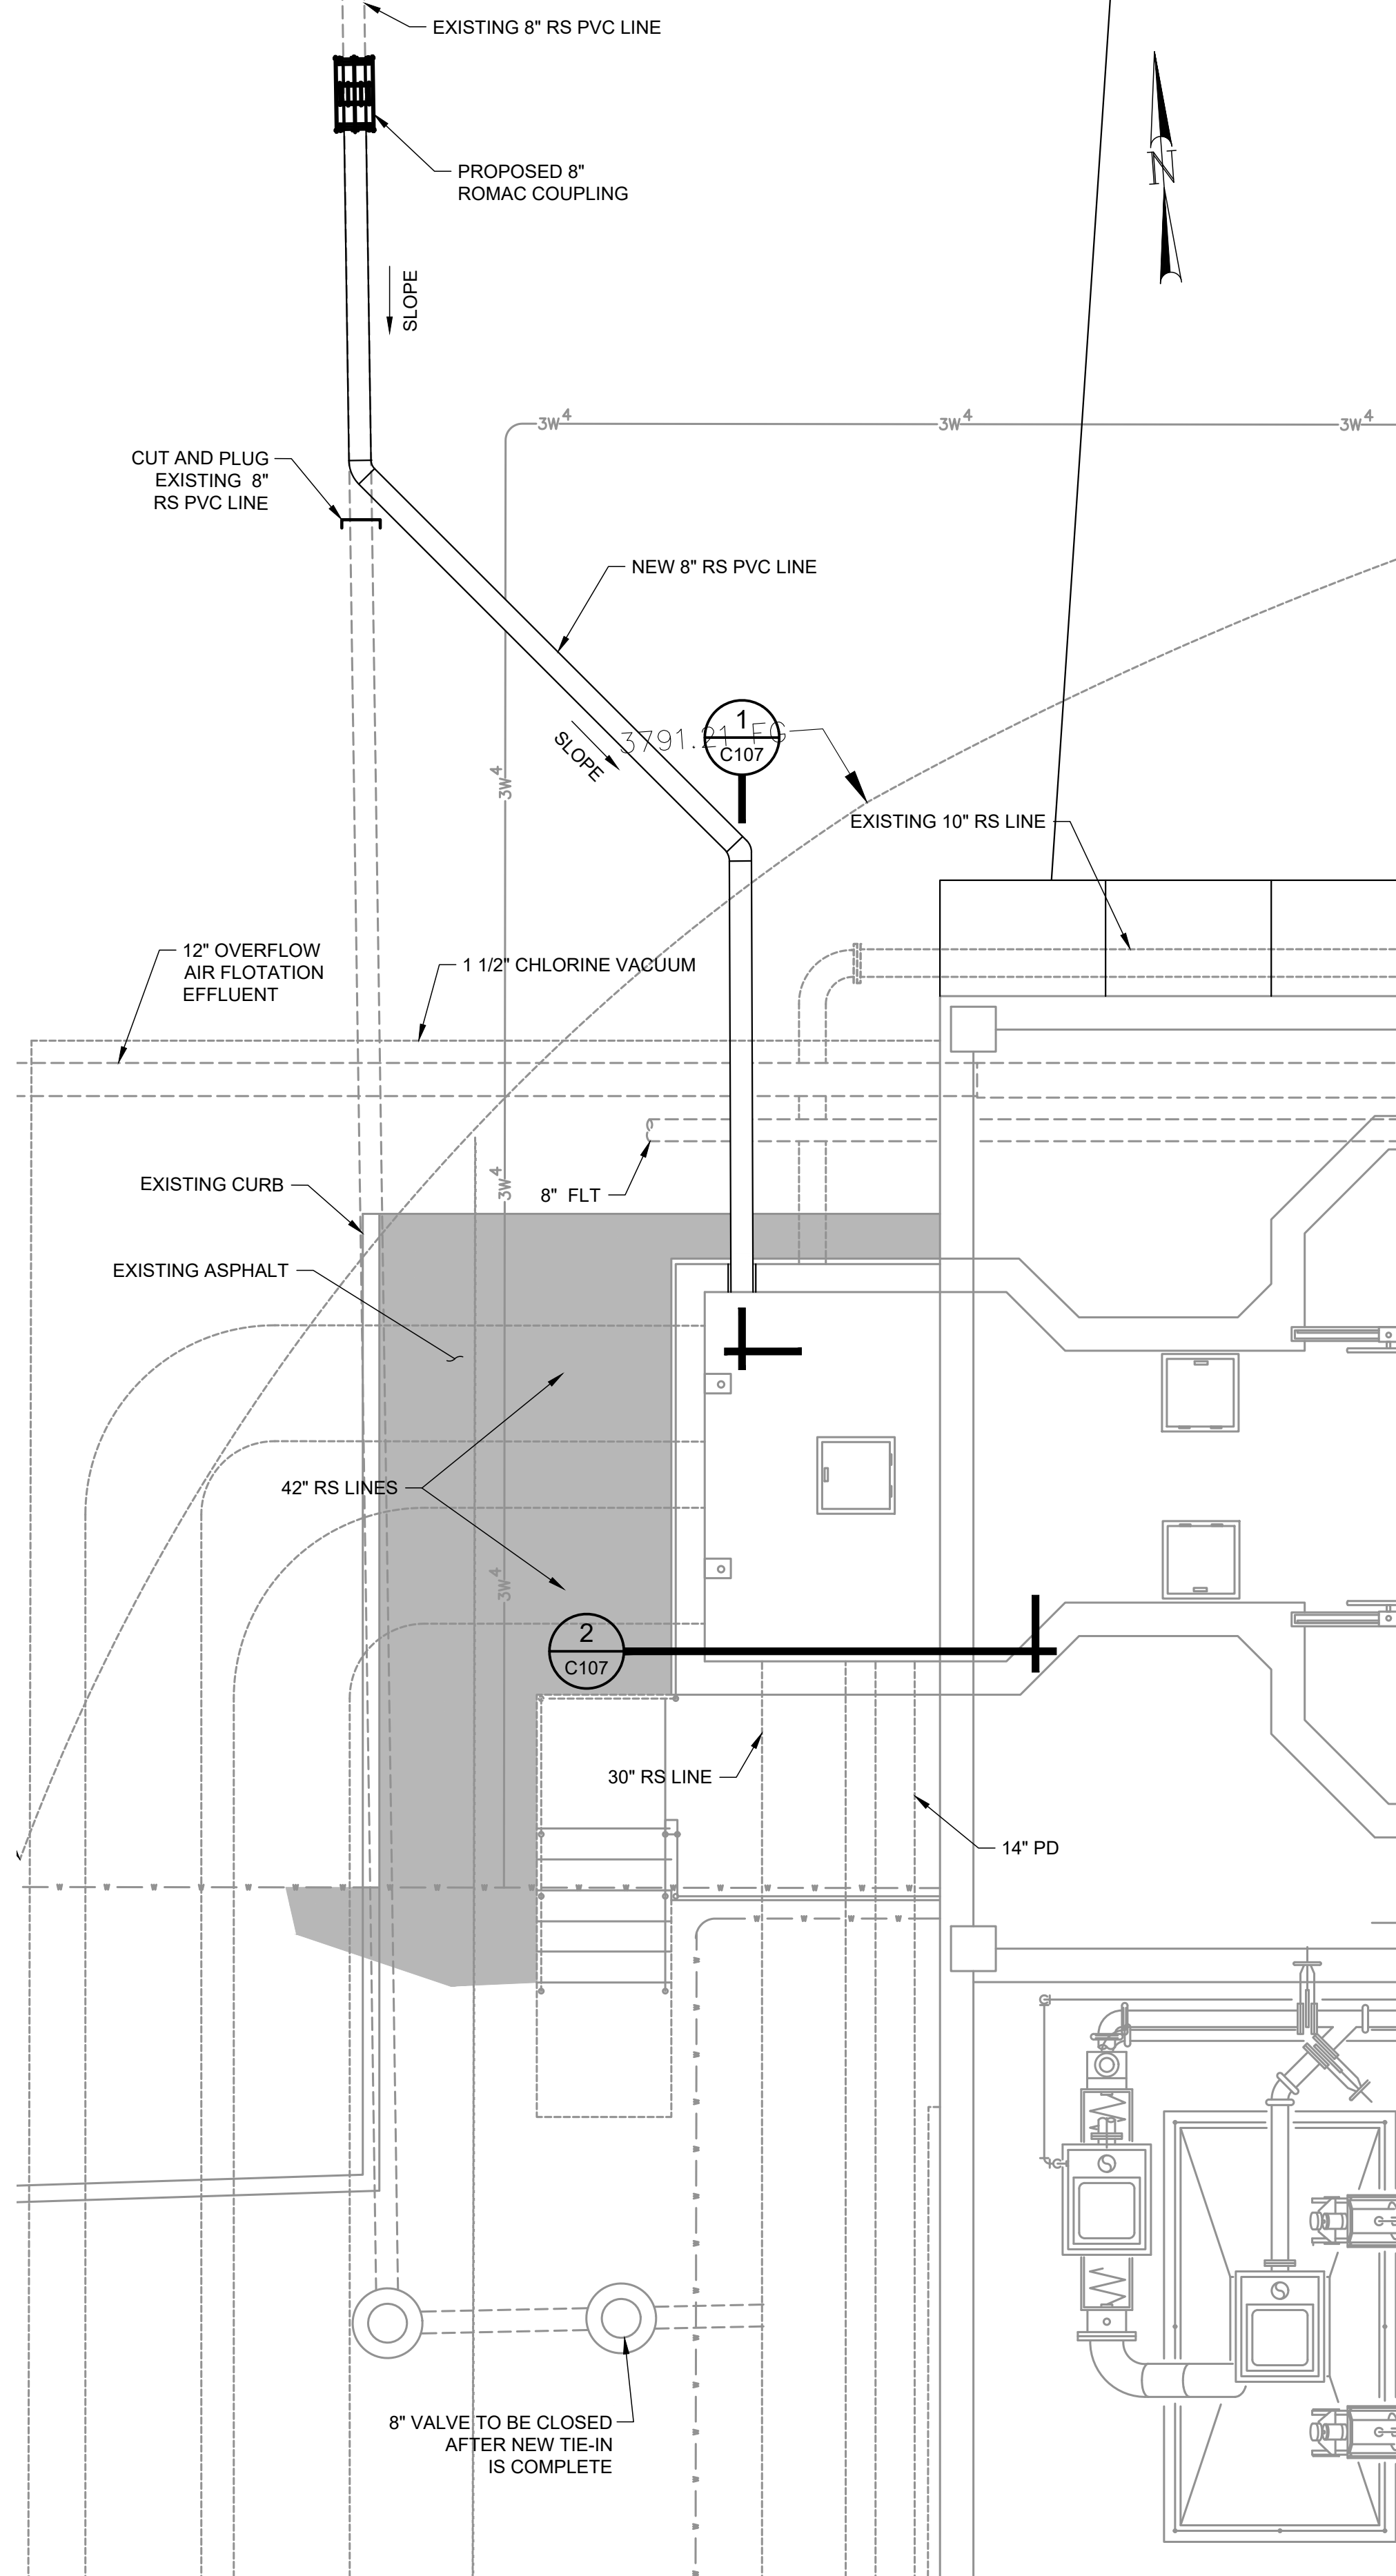 EXISTING 8" RS PVC LINE
N
PROPOSED 8"
ROMAC COUPLING
SLOPE
3W4
3W4
3W4
CUT AND PLUG
EXISTING 8"
RS PVC LINE
NEW 8" RS PVC LINE
1
3791.21 FG
C107
SLOPE
3W4
EXISTING 10" RS LINE
12" OVERFLOW
AIR FLOTATION
EFFLUENT
1 1/2" CHLORINE VACUUM
EXISTING CURB
3W4
8" FLT
EXISTING ASPHALT
42" RS LINES
3W4
2
C107
30" RS LINE
14" PD
W W W W W W W W W W W W W W W W W W W
W W W W
8" VALVE TO BE CLOSED
AFTER NEW TIE-IN
IS COMPLETE